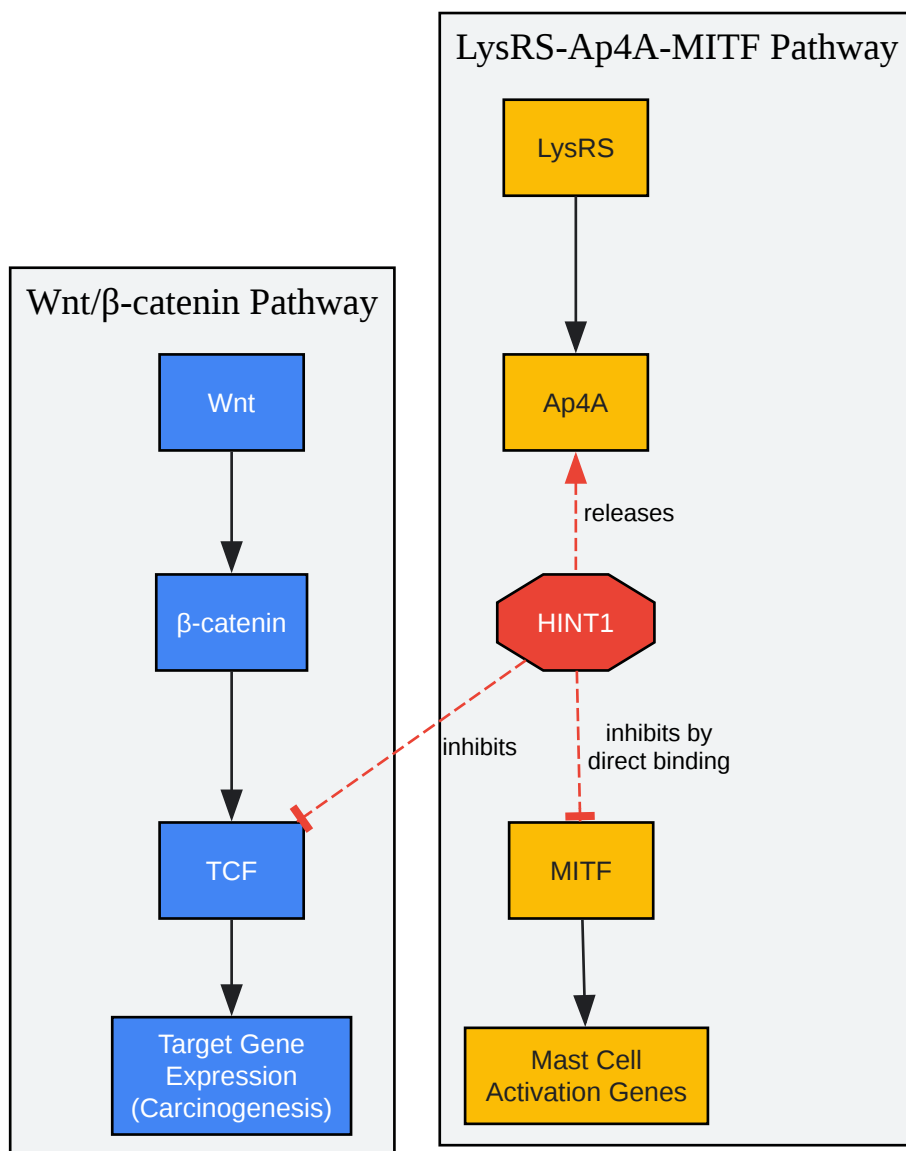 LysRS-Ap4A-MITF Pathway
LysRS
Ap4A
releases
HINT1
inhibits by
direct binding
MITF
Mast Cell
Activation Genes
Wnt/β-catenin Pathway
Wnt
β-catenin
inhibits
TCF
Target Gene
Expression
(Carcinogenesis)